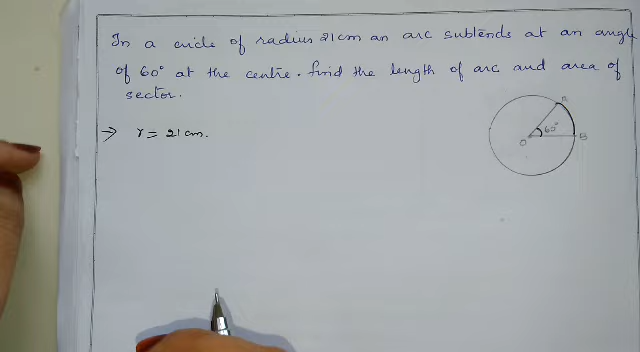 In a circle of radius 21cm an arc subtends at an angle
of 60° at the centre. find the length of arc and area of
sector.
→ r = 21 cm.
A
60°
O
B